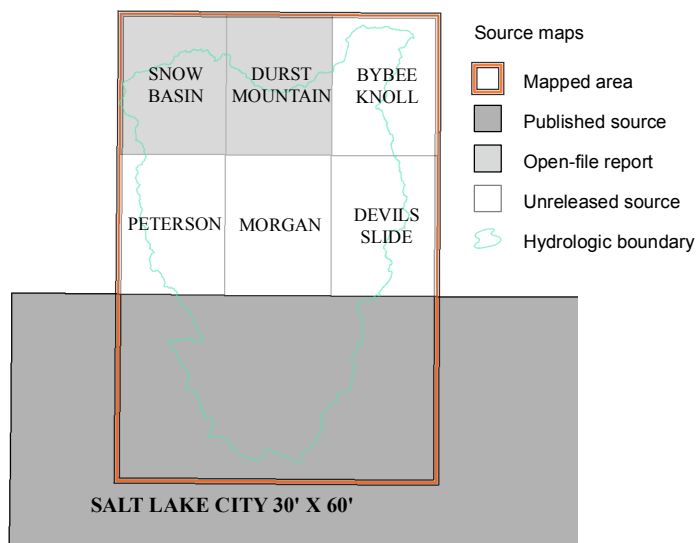 SNOW
BASIN
DURST
MOUNTAIN
BYBEE
KNOLL
PETERSON
MORGAN
DEVILS
SLIDE
SALT LAKE CITY 30' X 60'
Source maps
Mapped area
Published source
Open-file report
Unreleased source
Hydrologic boundary